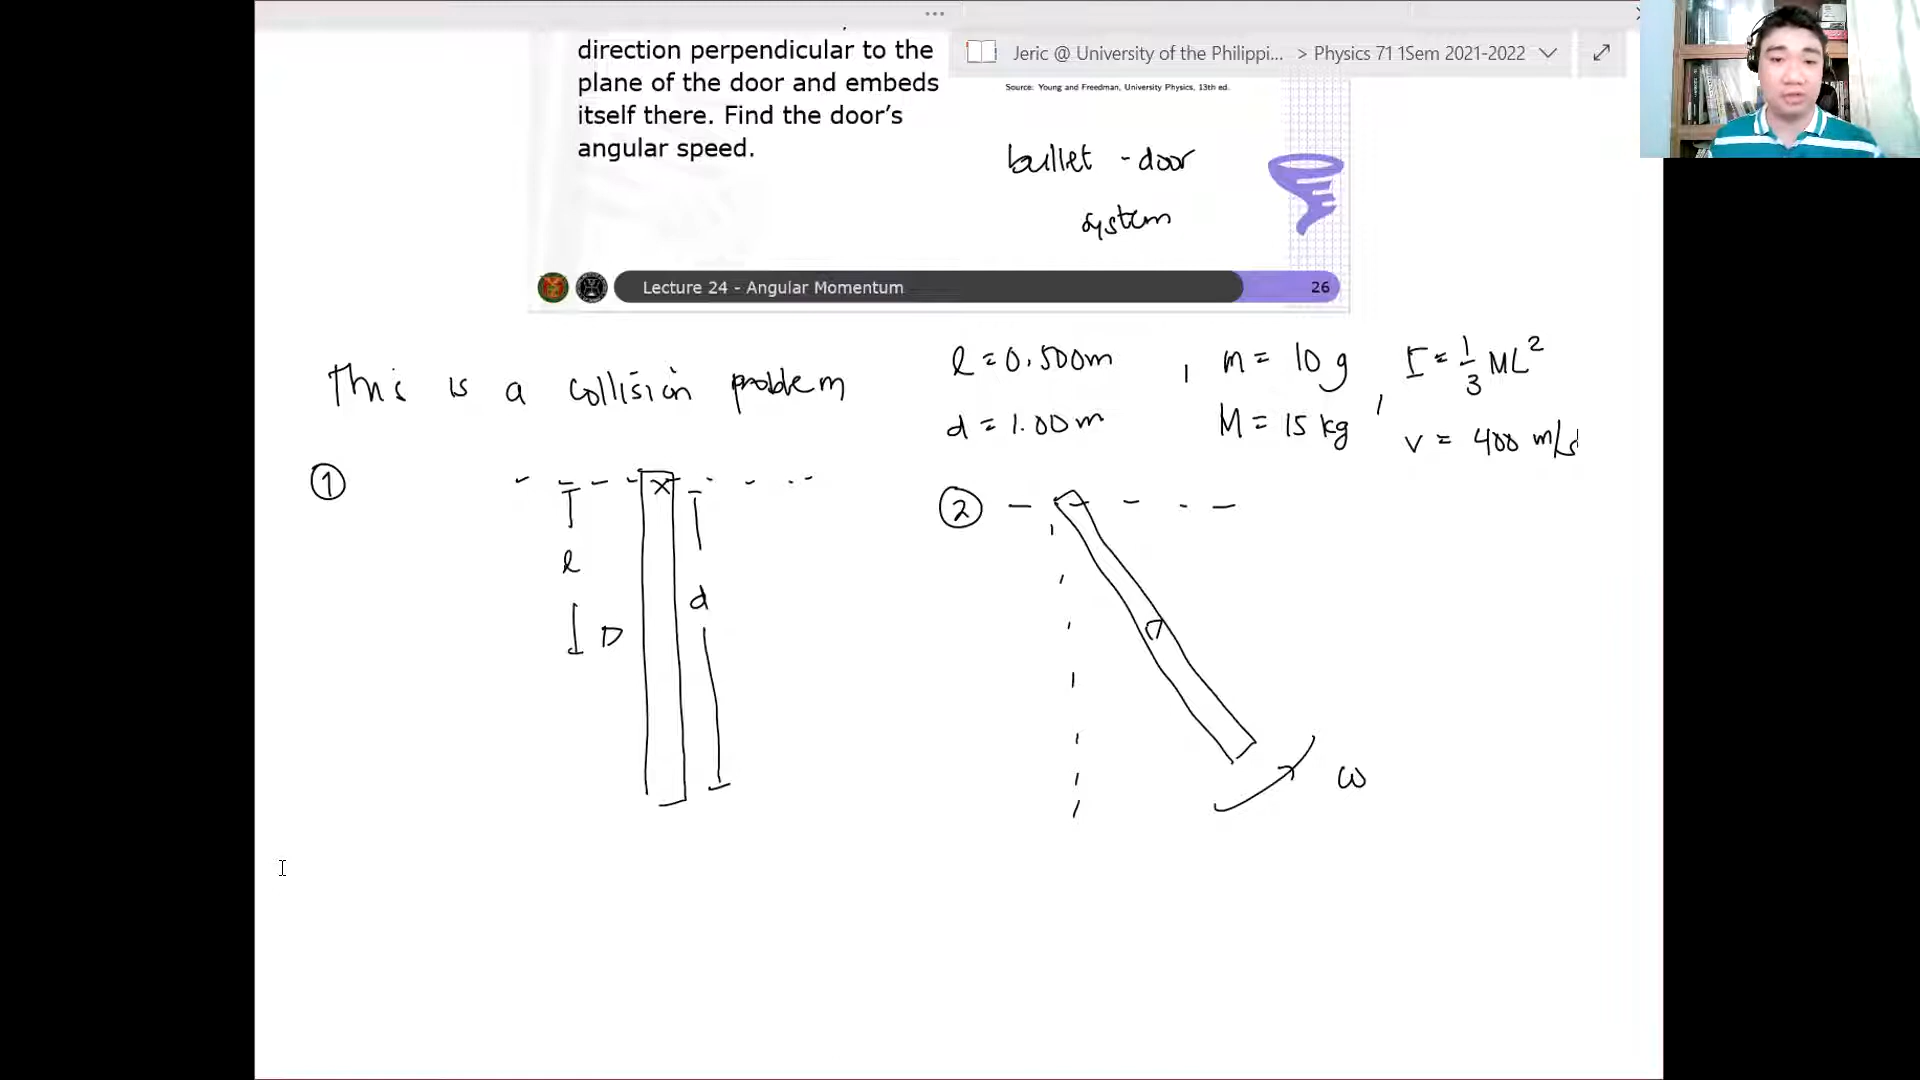 direction perpendicular to the
plane of the door and embeds
itself there. Find the door's
angular speed.
Jeric @ University of the Philippi... > Physics 71 1Sem 2021-2022
Source: Young and Freedman, University Physics, 13th ed.
bullet - door
system
Lecture 24 - Angular Momentum 26
This is a collision problem
l = 0.500m , m = 10 g , I = 1/3 ML²
d = 1.00 m M = 15 kg v = 400 m/s
①
②
l
d
D
ω